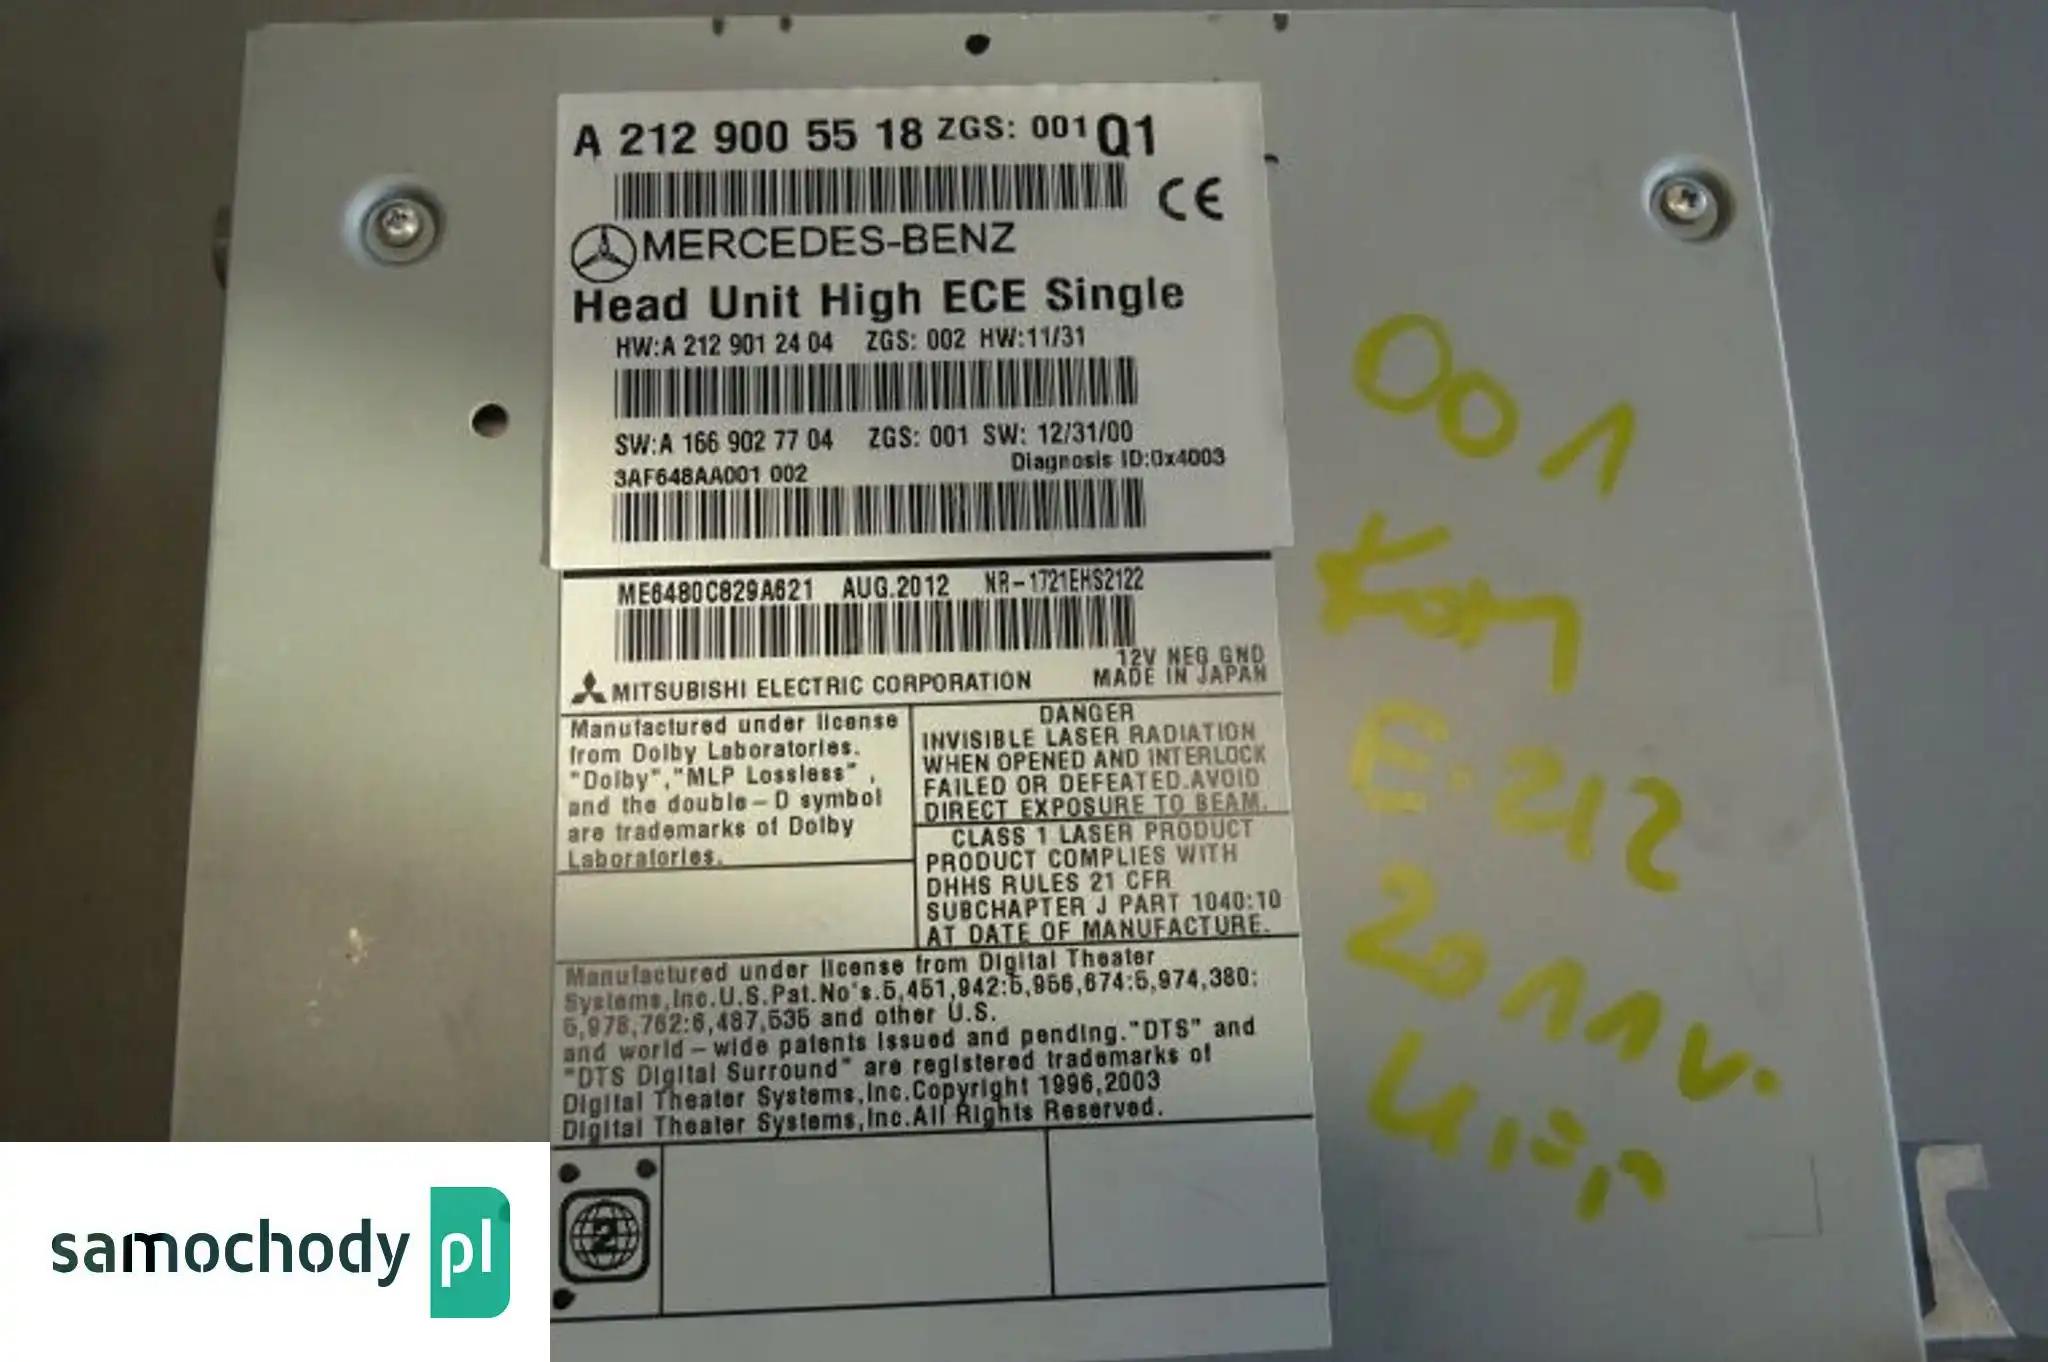 A 212 900 55 18 ZGS: 001 Q1
CE
MERCEDES-BENZ
Head Unit High ECE Single
HW:A 212 901 24 04 ZGS: 002 HW:11/31
SW:A 166 902 77 04 ZGS: 001 SW: 12/31/00
3AF648AA001 002 Diagnosis ID:0x4003
ME6480C829A621 AUG.2012 NR-1721EHS2122
12V NEG GND
MITSUBISHI ELECTRIC CORPORATION MADE IN JAPAN
Manufactured under license
from Dolby Laboratories.
"Dolby","MLP Lossless",
and the double-D symbol
are trademarks of Dolby
Laboratories.
DANGER
INVISIBLE LASER RADIATION
WHEN OPENED AND INTERLOCK
FAILED OR DEFEATED.AVOID
DIRECT EXPOSURE TO BEAM.
CLASS 1 LASER PRODUCT
PRODUCT COMPLIES WITH
DHHS RULES 21 CFR
SUBCHAPTER J PART 1040:10
AT DATE OF MANUFACTURE.
Manufactured under license from Digital Theater
Systems,Inc.U.S.Pat.No's.5,451,942:5,956,674:5,974,380:
5,978,762:6,487,535 and other U.S.
and world-wide patents issued and pending."DTS" and
"DTS Digital Surround" are registered trademarks of
Digital Theater Systems,Inc.Copyright 1996,2003
Digital Theater Systems,Inc.All Rights Reserved.
2
001
Kom
E-212
2011v.
samochody pl